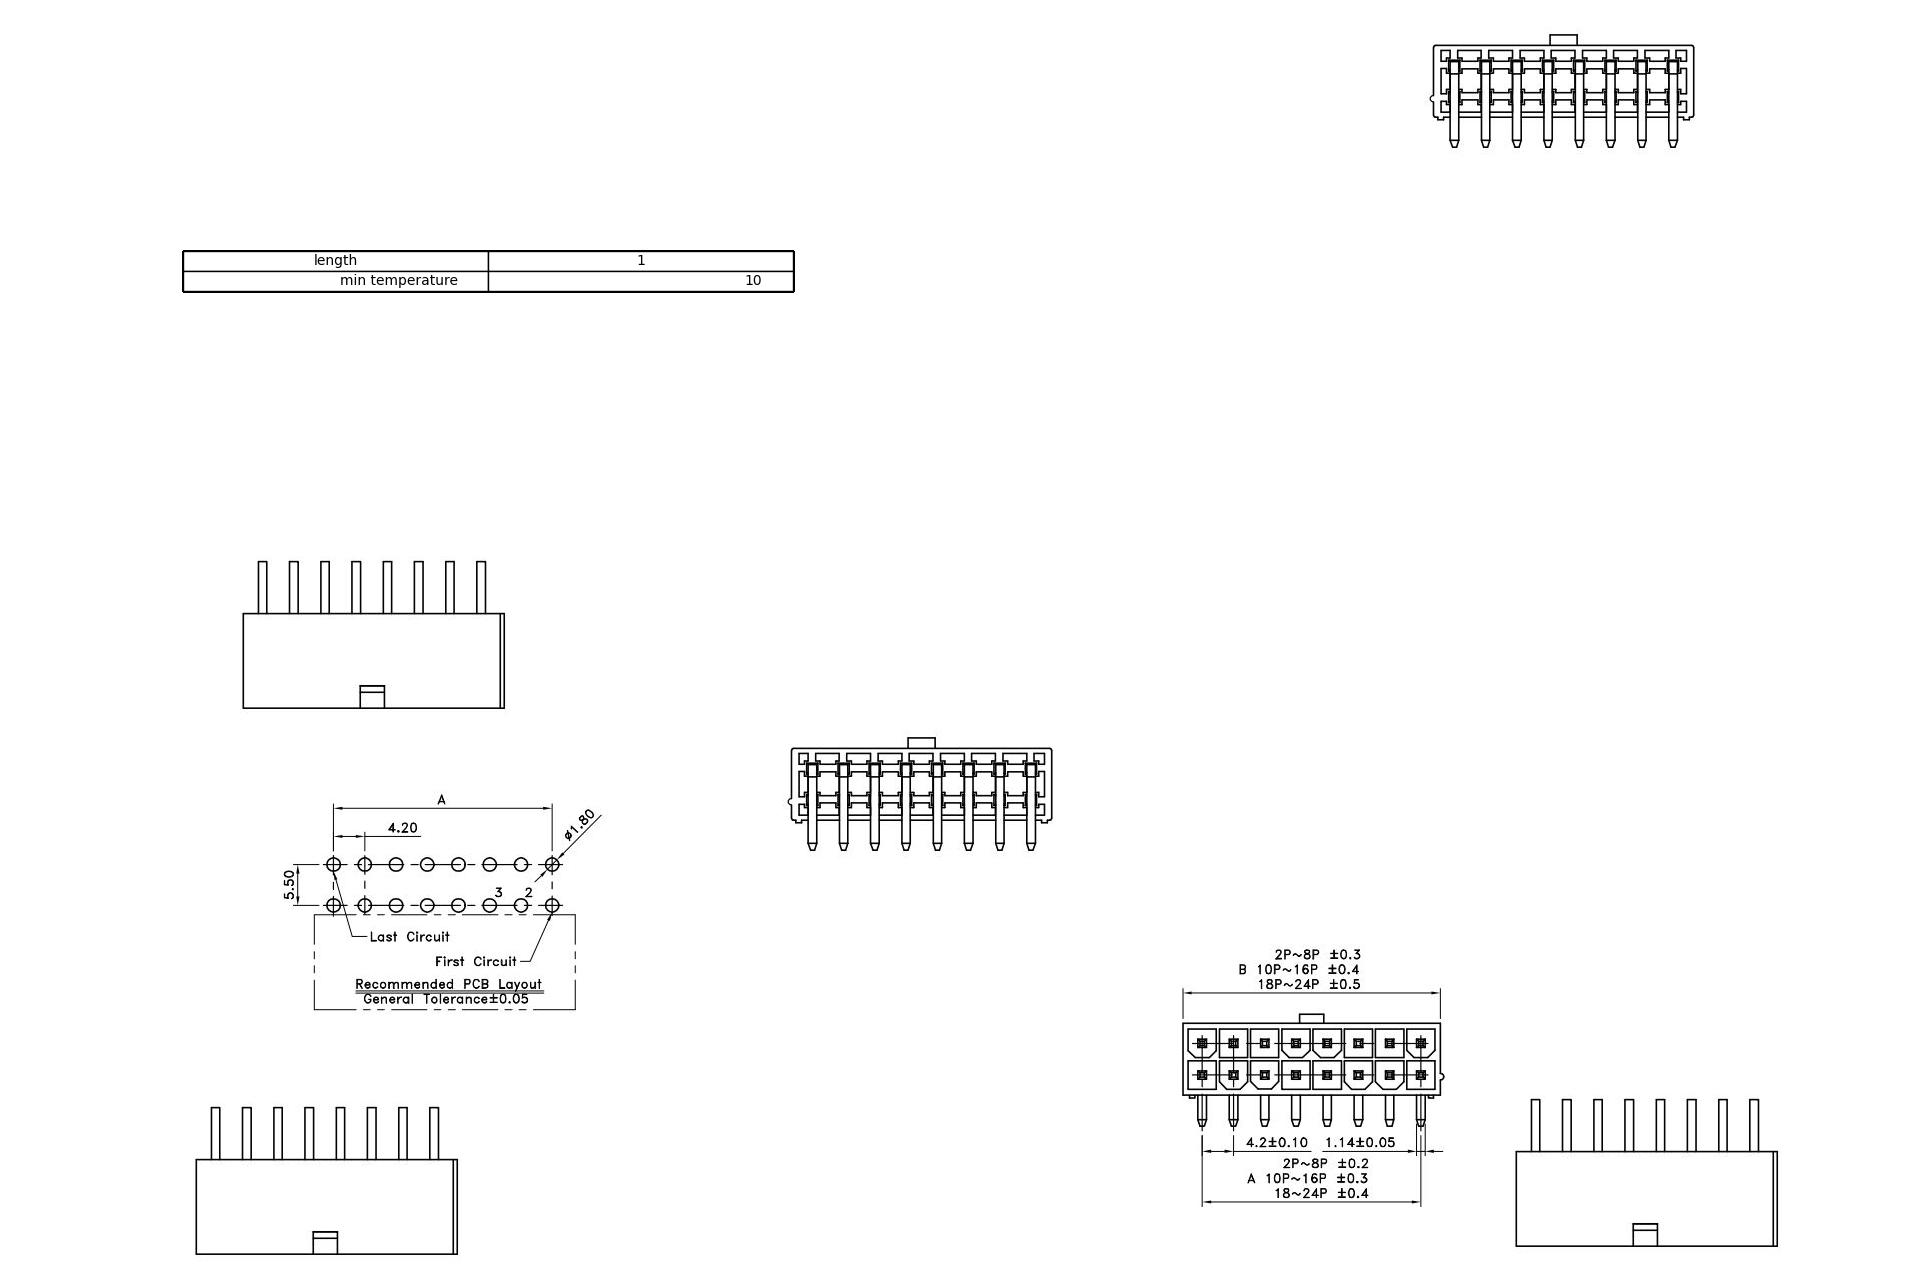 length 1
min temperature 10
A
4.20
ø1.80
5.50
3 2
Last Circuit
First Circuit
Recommended PCB Layout
General Tolerance±0.05
2P~8P ±0.3
B 10P~16P ±0.4
18P~24P ±0.5
4.2±0.10 1.14±0.05
2P~8P ±0.2
A 10P~16P ±0.3
18~24P ±0.4